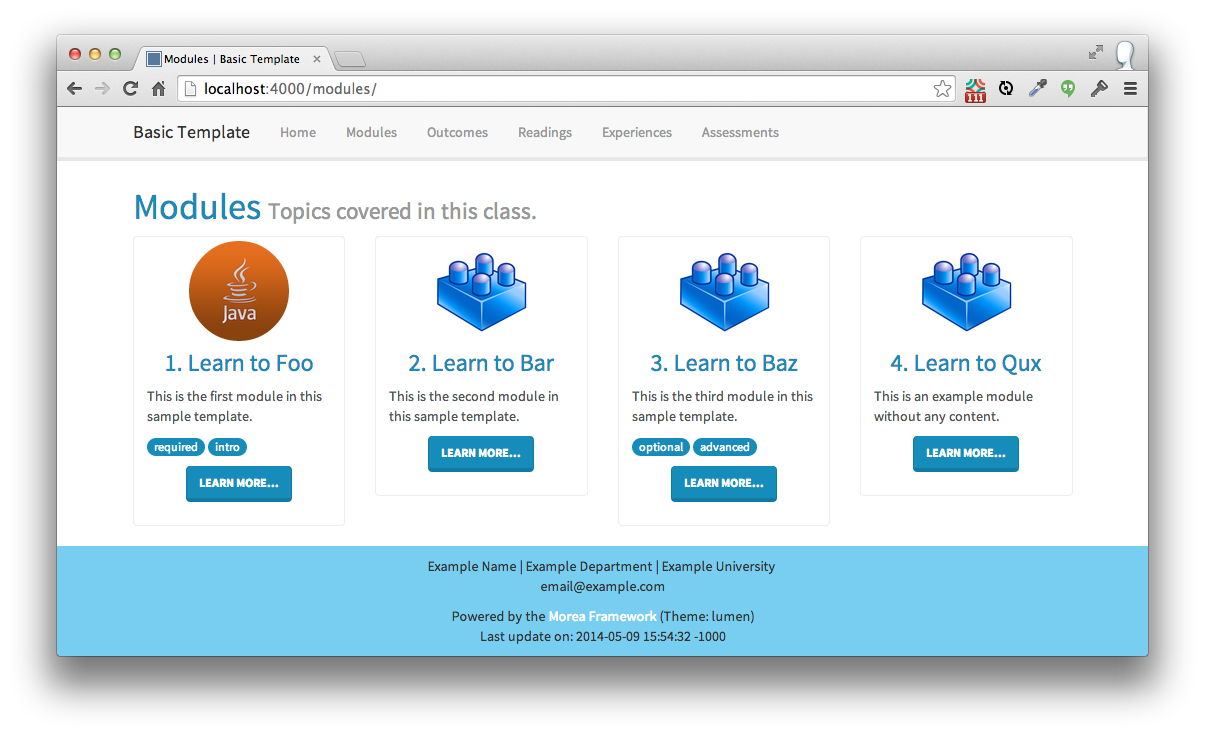 Modules | Basic Template
localhost:4000/modules/
111
Basic Template Home Modules Outcomes Readings Experiences Assessments
Modules Topics covered in this class.
Java
1. Learn to Foo
This is the first module in this
sample template.
required intro
LEARN MORE...
2. Learn to Bar
This is the second module in
this sample template.
LEARN MORE...
3. Learn to Baz
This is the third module in this
sample template.
optional advanced
LEARN MORE...
4. Learn to Qux
This is an example module
without any content.
LEARN MORE...
Example Name | Example Department | Example University
email@example.com
Powered by the Morea Framework (Theme: lumen)
Last update on: 2014-05-09 15:54:32 -1000